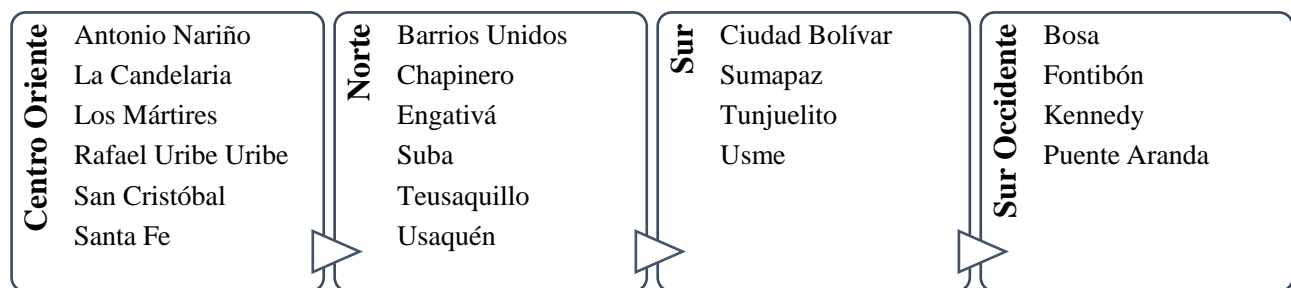 Centro Oriente
Antonio Nariño
La Candelaria
Los Mártires
Rafael Uribe Uribe
San Cristóbal
Santa Fe
Norte
Barrios Unidos
Chapinero
Engativá
Suba
Teusaquillo
Usaquén
Sur
Ciudad Bolívar
Sumapaz
Tunjuelito
Usme
Sur Occidente
Bosa
Fontibón
Kennedy
Puente Aranda